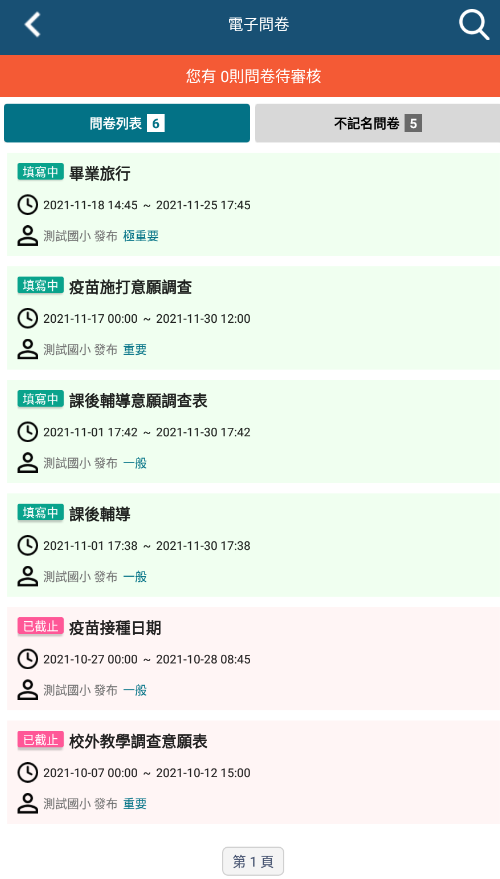 電子問卷
您有 0則問卷待審核
問卷列表 6
不記名問卷 5
填寫中 畢業旅行
2021-11-18 14:45 ~ 2021-11-25 17:45
測試國小 發布 極重要
填寫中 疫苗施打意願調查
2021-11-17 00:00 ~ 2021-11-30 12:00
測試國小 發布 重要
填寫中 課後輔導意願調查表
2021-11-01 17:42 ~ 2021-11-30 17:42
測試國小 發布 一般
填寫中 課後輔導
2021-11-01 17:38 ~ 2021-11-30 17:38
測試國小 發布 一般
已截止 疫苗接種日期
2021-10-27 00:00 ~ 2021-10-28 08:45
測試國小 發布 一般
已截止 校外教學調查意願表
2021-10-07 00:00 ~ 2021-10-12 15:00
測試國小 發布 重要
第 1 頁